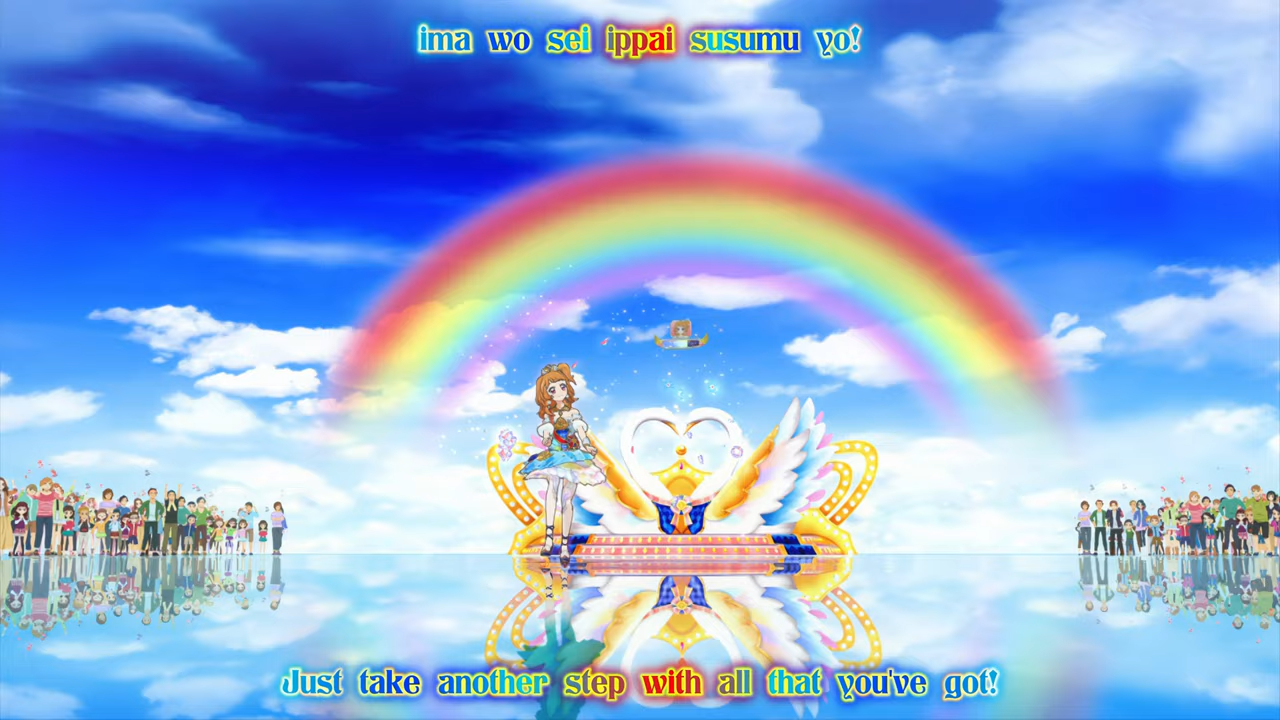 ima wo sei ippai susumu yo!
Just take another step with all that you've got!